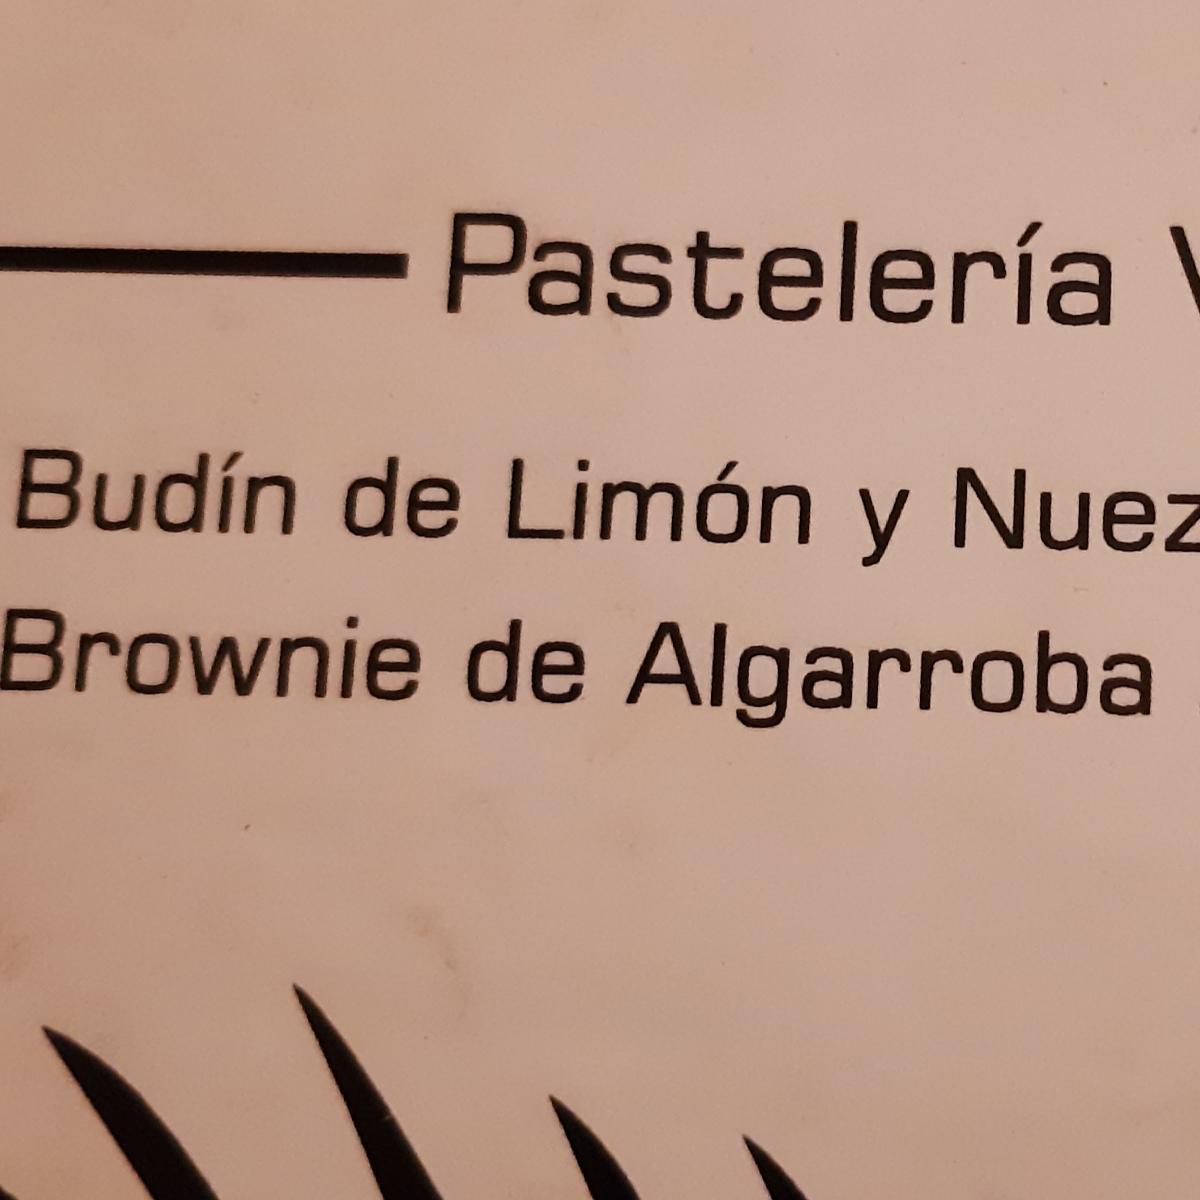 Pastelería
Budín de Limón y Nuez
Brownie de Algarroba